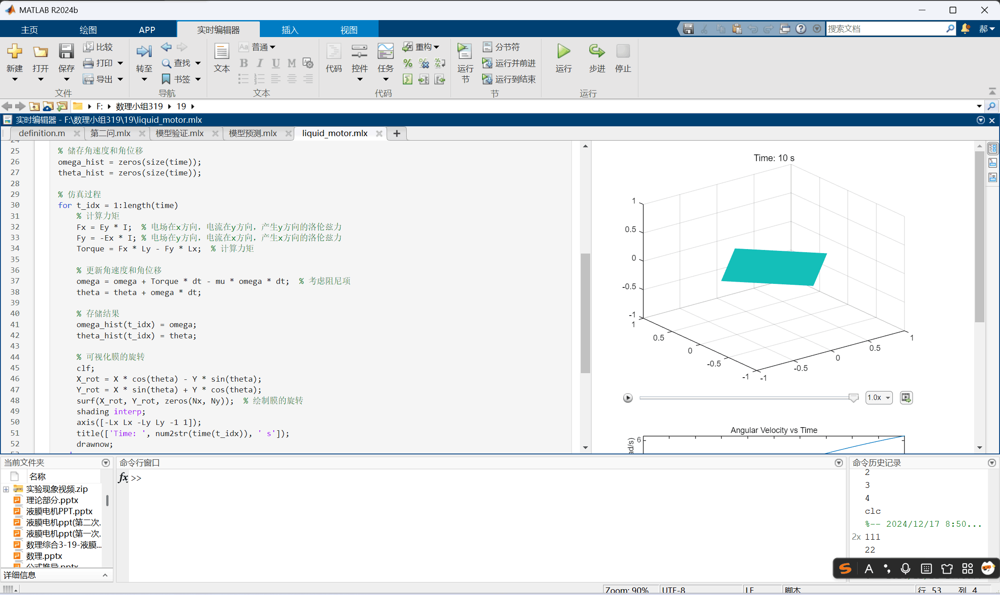 MATLAB R2024b
主页 绘图 APP 实时编辑器 插入 视图 搜索文档 郝
新建 打开 保存 比较 打印 导出 文件
转至 查找 书签 导航
文本 Aa 普通 B I U M 文本
代码 控件 任务 重构 代码
运行节 分节符 运行并前进 运行到结束 节
运行 步进 停止 运行
F: 数理小组319 19
实时编辑器 - F:\数理小组319\19\liquid_motor.mlx
definition.m 第二问.mlx 模型验证.mlx 模型预测.mlx liquid_motor.mlx
25 % 储存角速度和角位移
26 omega_hist = zeros(size(time));
27 theta_hist = zeros(size(time));
28
29 % 仿真过程
30 for t_idx = 1:length(time)
31 % 计算力矩
32 Fx = Ey * I; % 电场在x方向，电流在y方向，产生y方向的洛伦兹力
33 Fy = -Ex * I; % 电场在y方向，电流在x方向，产生x方向的洛伦兹力
34 Torque = Fx * Ly - Fy * Lx; % 计算力矩
35
36 % 更新角速度和角位移
37 omega = omega + Torque * dt - mu * omega * dt; % 考虑阻尼项
38 theta = theta + omega * dt;
39
40 % 存储结果
41 omega_hist(t_idx) = omega;
42 theta_hist(t_idx) = theta;
43
44 % 可视化膜的旋转
45 clf;
46 X_rot = X * cos(theta) - Y * sin(theta);
47 Y_rot = X * sin(theta) + Y * cos(theta);
48 surf(X_rot, Y_rot, zeros(Nx, Ny)); % 绘制膜的旋转
49 shading interp;
50 axis([-Lx Lx -Ly Ly -1 1]);
51 title(['Time: ', num2str(time(t_idx)), ' s']);
52 drawnow;
Time: 10 s
1
0.5
0
-0.5
-1
1
0.5
0
-0.5
-1
-1
-0.5
0
0.5
1
1.0x
Angular Velocity vs Time
6
ad/s)
当前文件夹
名称
实验现象视频.zip
理论部分.pptx
液膜电机PPT.pptx
液膜电机ppt(第二次.
液膜电机ppt(第一次.
数理综合3-19-液膜...
数理.pptx
公式推导.pptx
详细信息
命令行窗口
fx >>
命令历史记录
2
3
4
clc
%-- 2024/12/17 8:50...
2x 111
22
A
Zoom: 90% UTF-8 LF 脚本 行 53 列 4